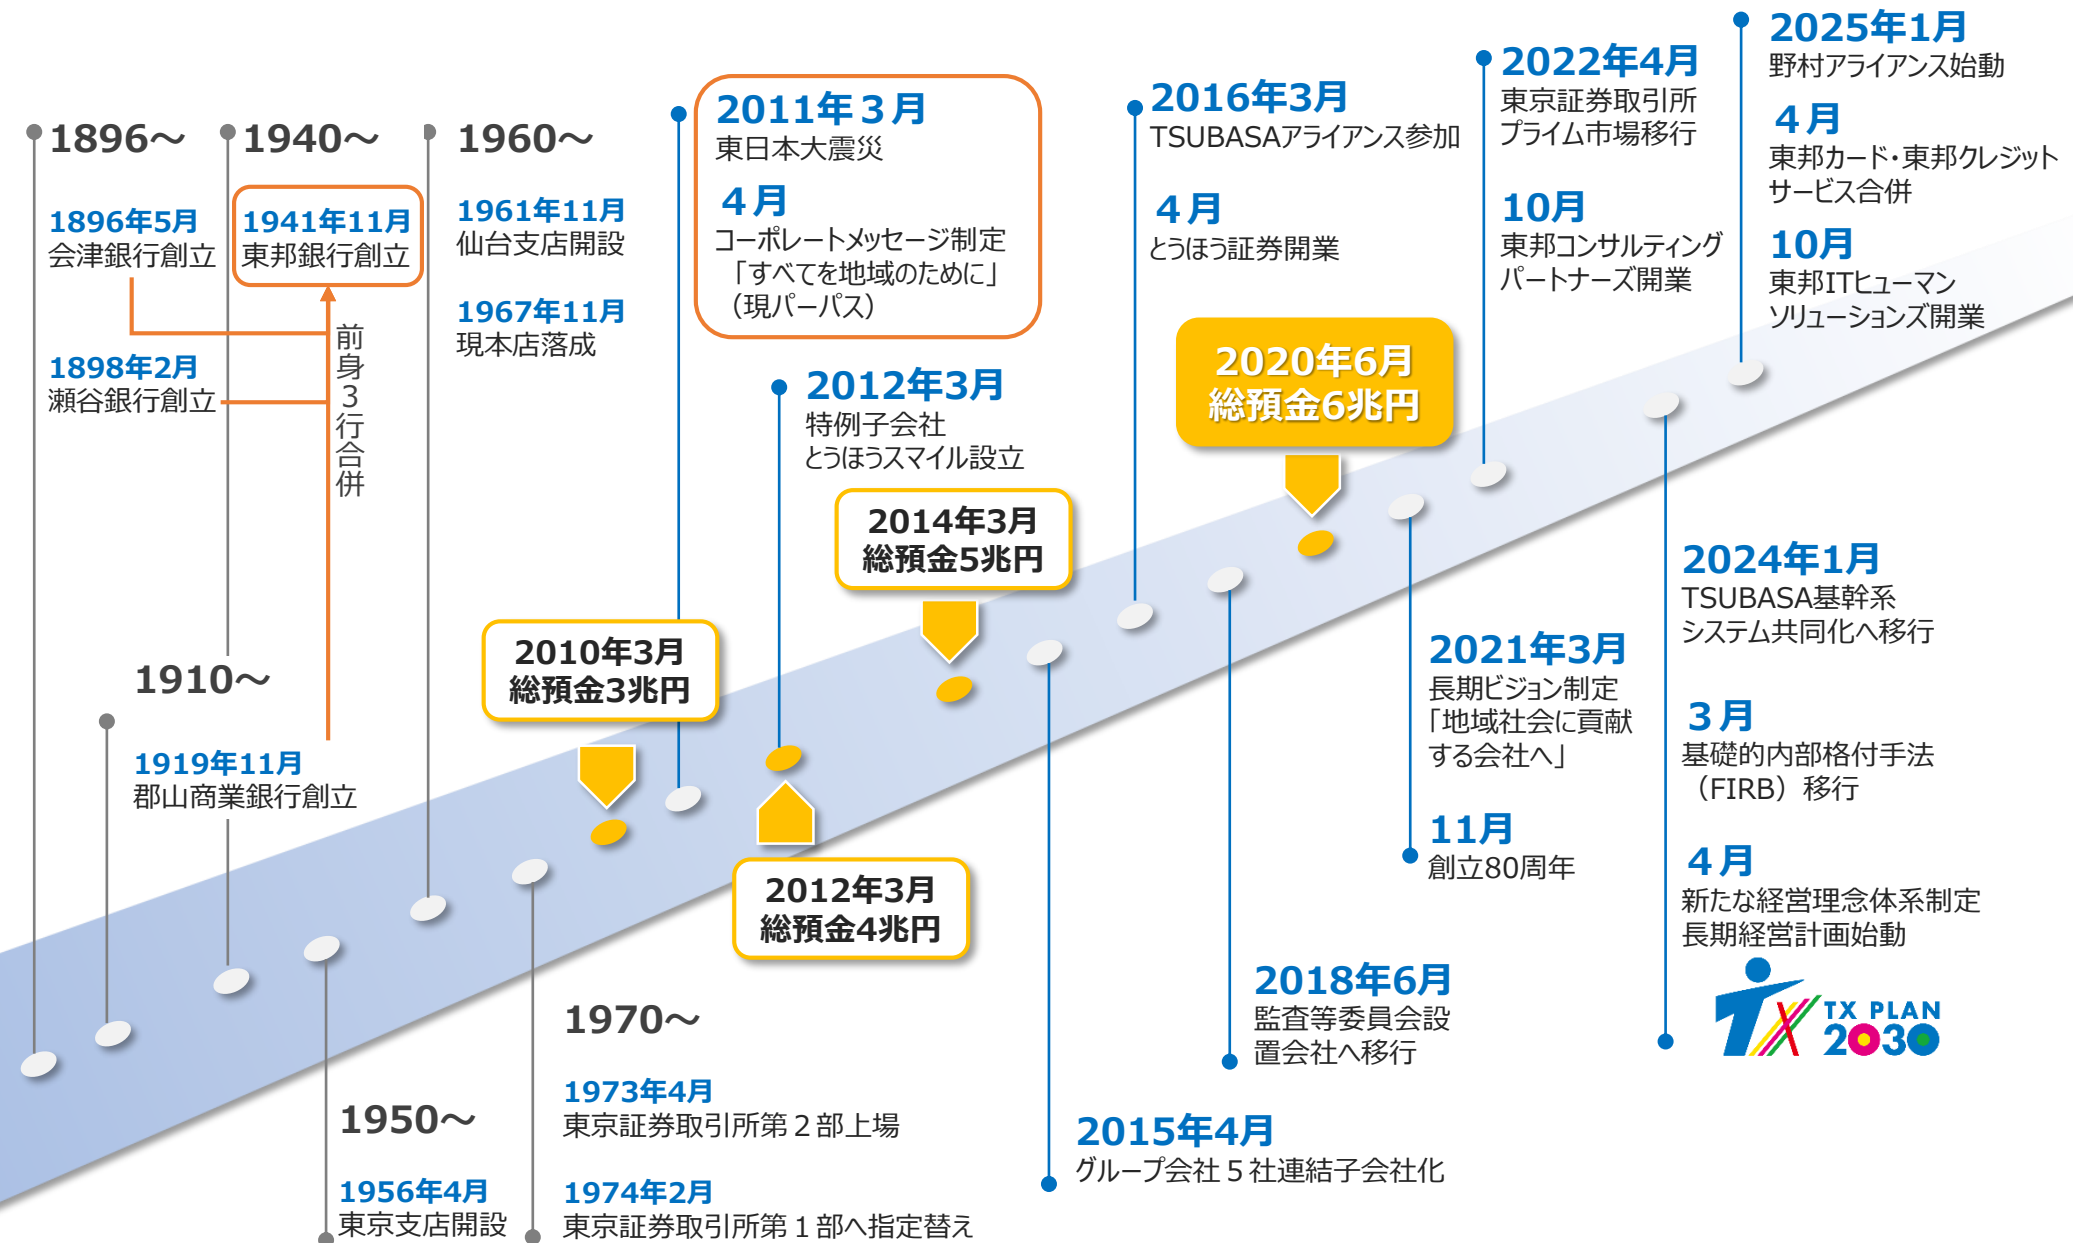 1896～
1896年5月
会津銀行創立
1898年2月
瀬谷銀行創立
1910～
1919年11月
郡山商業銀行創立
1940～
1941年11月
東邦銀行創立
前身3行合併
1950～
1956年4月
東京支店開設
1960～
1961年11月
仙台支店開設
1967年11月
現本店落成
1970～
1973年4月
東京証券取引所第２部上場
1974年2月
東京証券取引所第１部へ指定替え
2010年3月
総預金3兆円
2011年３月
東日本大震災
４月
コーポレートメッセージ制定
「すべてを地域のために」
（現パーパス）
2012年3月
特例子会社
とうほうスマイル設立
2012年3月
総預金4兆円
2014年3月
総預金5兆円
2015年4月
グループ会社５社連結子会社化
2016年3月
TSUBASAアライアンス参加
４月
とうほう証券開業
2018年6月
監査等委員会設
置会社へ移行
2020年6月
総預金6兆円
2021年3月
長期ビジョン制定
「地域社会に貢献
する会社へ」
11月
創立80周年
2022年4月
東京証券取引所
プライム市場移行
10月
東邦コンサルティング
パートナーズ開業
2024年1月
TSUBASA基幹系
システム共同化へ移行
３月
基礎的内部格付手法
（FIRB）移行
４月
新たな経営理念体系制定
長期経営計画始動
TX PLAN
2030
2025年1月
野村アライアンス始動
４月
東邦カード・東邦クレジット
サービス合併
10月
東邦ITヒューマン
ソリューションズ開業